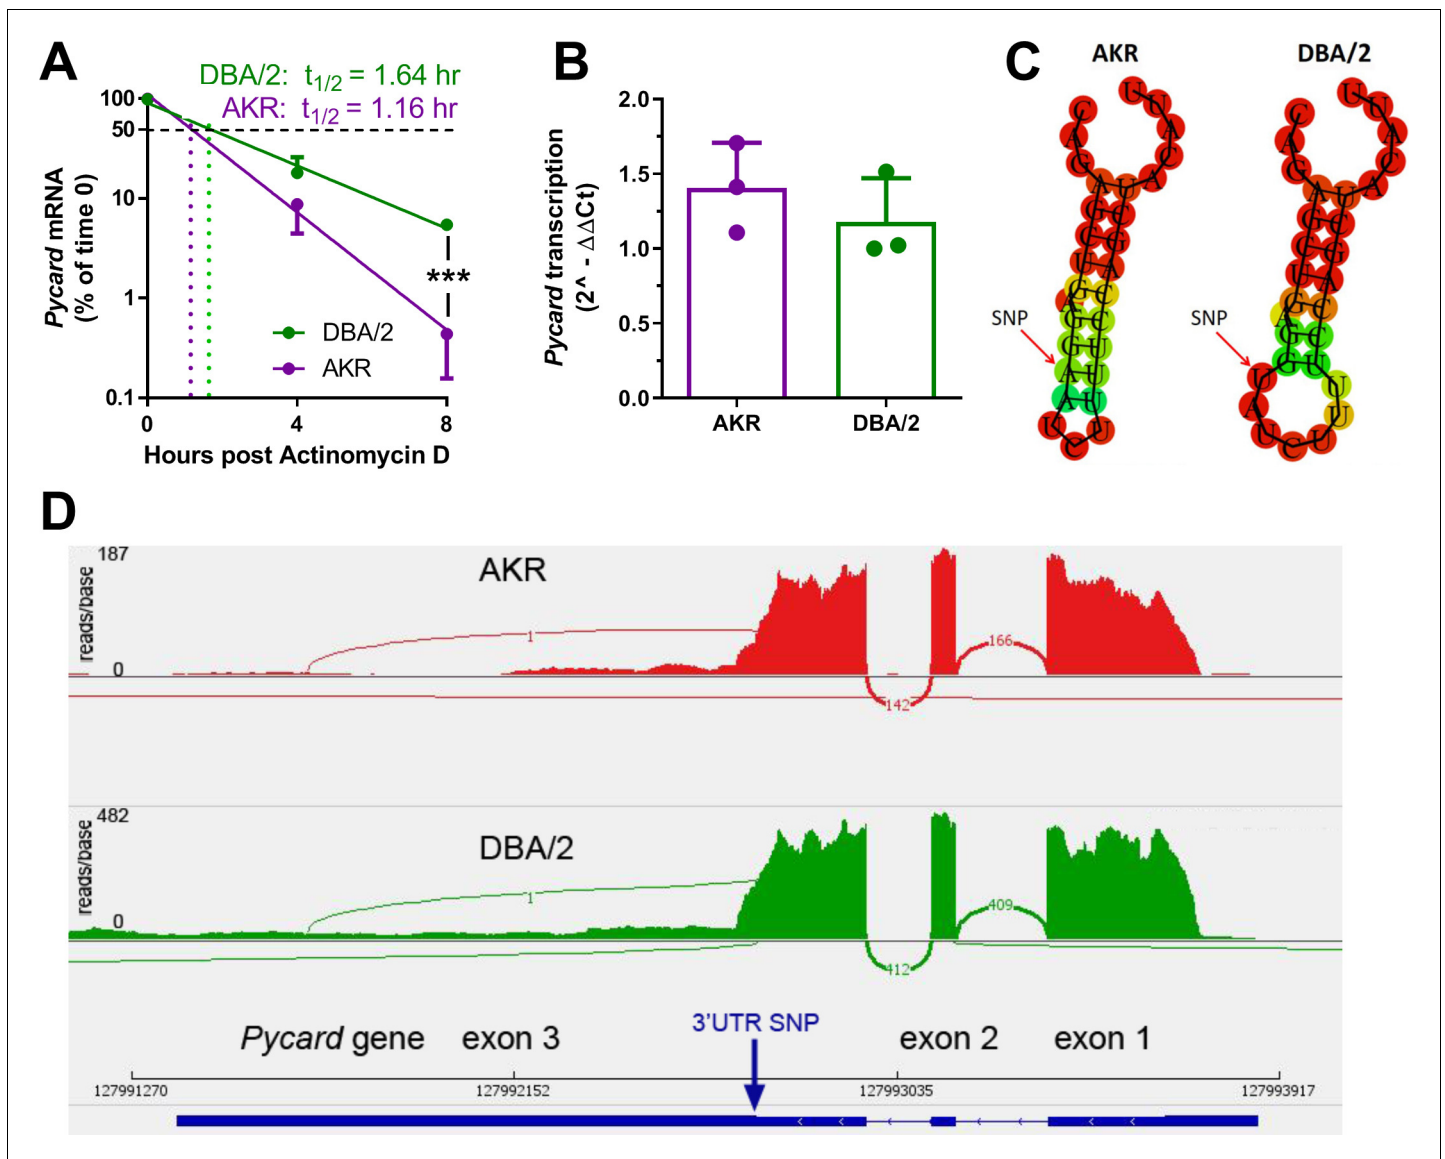 A
DBA/2: t1/2 = 1.64 hr
AKR: t1/2 = 1.16 hr
Pycard mRNA
(% of time 0)
100
50
10
1
0.1
***
DBA/2
AKR
0 4 8
Hours post Actinomycin D
B
Pycard transcription
(2^ - ΔΔCt)
2.0
1.5
1.0
0.5
0.0
AKR DBA/2
C
AKR DBA/2
SNP SNP
D
187
reads/base
0
AKR
1
166
142
482
reads/base
0
DBA/2
1
409
412
3'UTR SNP
Pycard gene exon 3 exon 2 exon 1
127991270 127992152 127993035 127993917